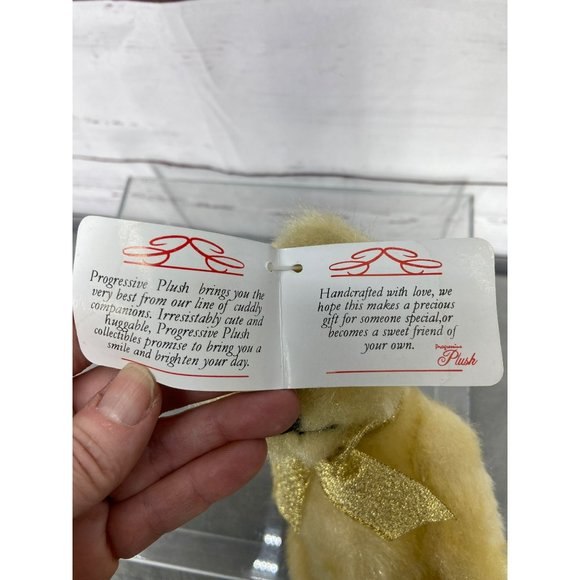 Progressive Plush brings you the
very best from our line of cuddly
companions. Irresistably cute and
huggable, Progressive Plush
collectibles promise to bring you a
smile and brighten your day.
Handcrafted with love, we
hope this makes a precious
gift for someone special,or
becomes a sweet friend of
your own.
Progressive
Plush